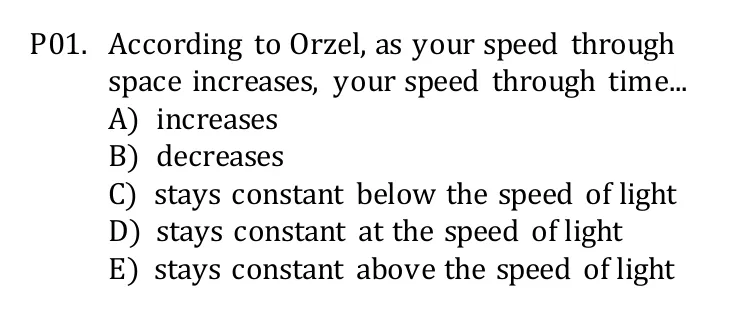 P01. According to Orzel, as your speed through
space increases, your speed through time...
A) increases
B) decreases
C) stays constant below the speed of light
D) stays constant at the speed of light
E) stays constant above the speed of light